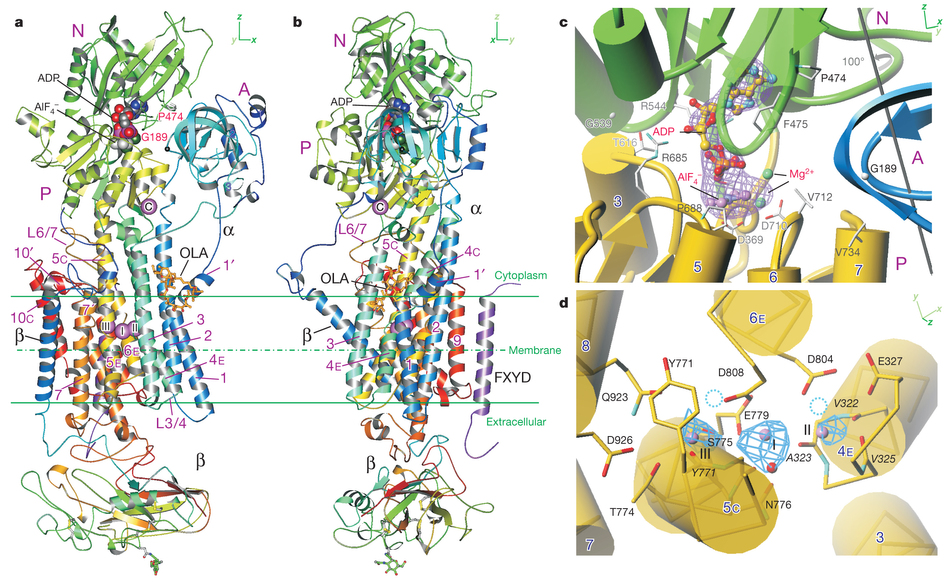 a
N
z
y x
ADP
AlF4–
P474
G189
A
P
C
L6/7
5C
α
OLA
1′
10′
10C
β
7
III
I
II
6E
5E
3
2
4E
1
7
L3/4
β
b
N
z
x y
ADP
P
C
α
L6/7
4C
OLA
1′
Cytoplasm
β
3
2
9
Membrane
4E
1
FXYD
Extracellular
β
c
N
z
y x
100°
P474
R544
G539
ADP
F475
T616
R685
A
G189
AlF4–
Mg2+
P688
V712
D710
D369
V734
3
5
6
7
P
d
y
z x
6E
8
Y771
D808
D804
E327
Q923
E779
V322
II
D926
S775
I
4E
III
A323
V325
Y771
T774
5C
N776
7
3